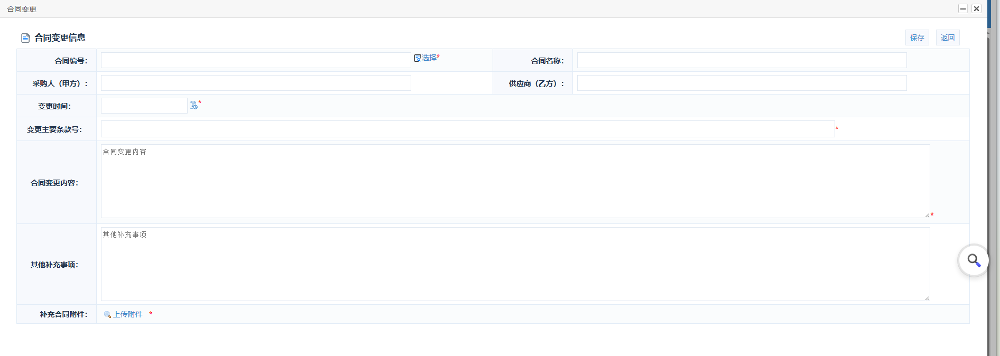 合同变更
合同变更信息
保存 返回
合同编号： 选择* 合同名称：
采购人（甲方）： 供应商（乙方）：
变更时间： *
变更主要条款号： *
合同变更内容
合同变更内容： *
其他补充事项
其他补充事项：
补充合同附件： 上传附件 *